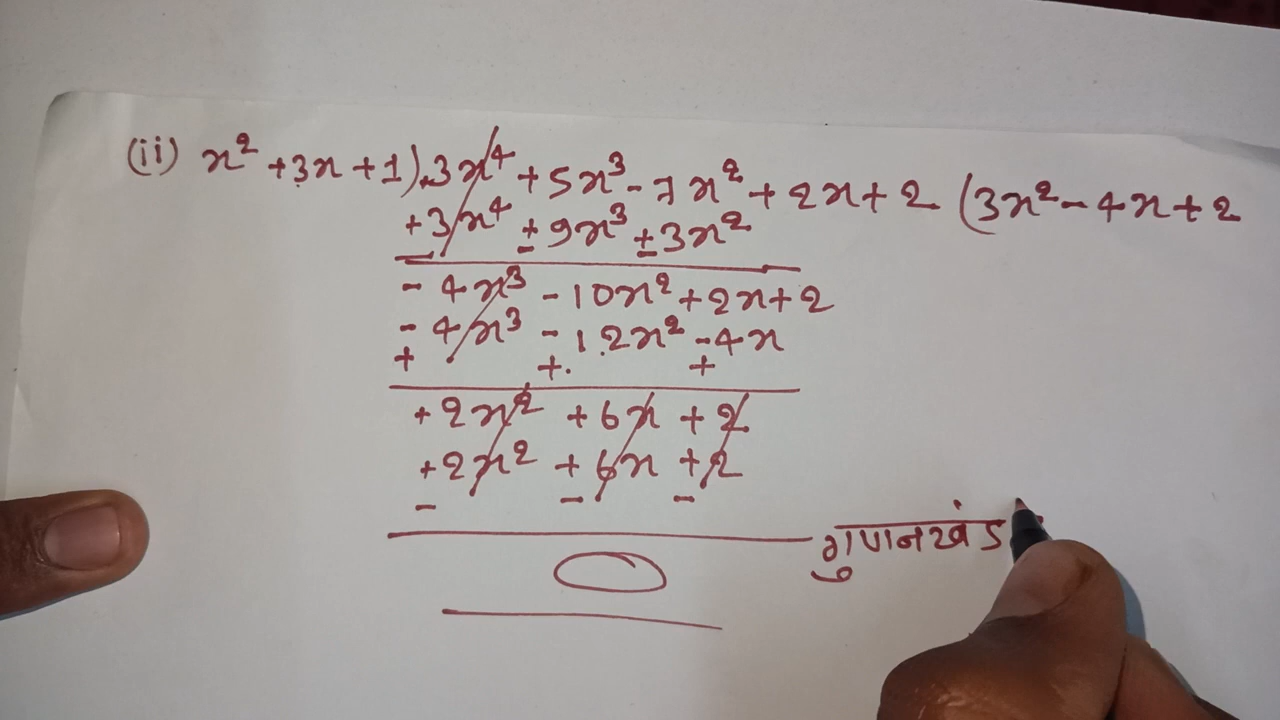 (ii) x² + 3x + 1 ) 3x⁴ + 5x³ - 7x² + 2x + 2 ( 3x² - 4x + 2
+ 3x⁴ ± 9x³ ± 3x²
-
- 4x³ - 10x² + 2x + 2
- 4x³ - 12x² - 4x
+ + +
+ 2x² + 6x + 2
+ 2x² + 6x + 2
- - -
0
गुणनखंड